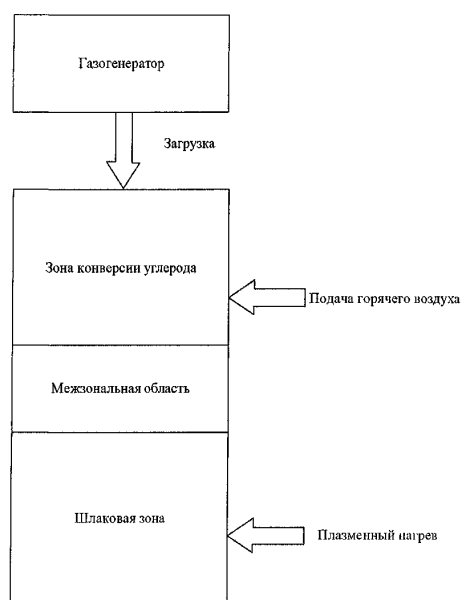 Газогенератор
Загрузка
Зона конверсии углерода
Подача горячего воздуха
Межзональная область
Шлаковая зона
Плазменный нагрев